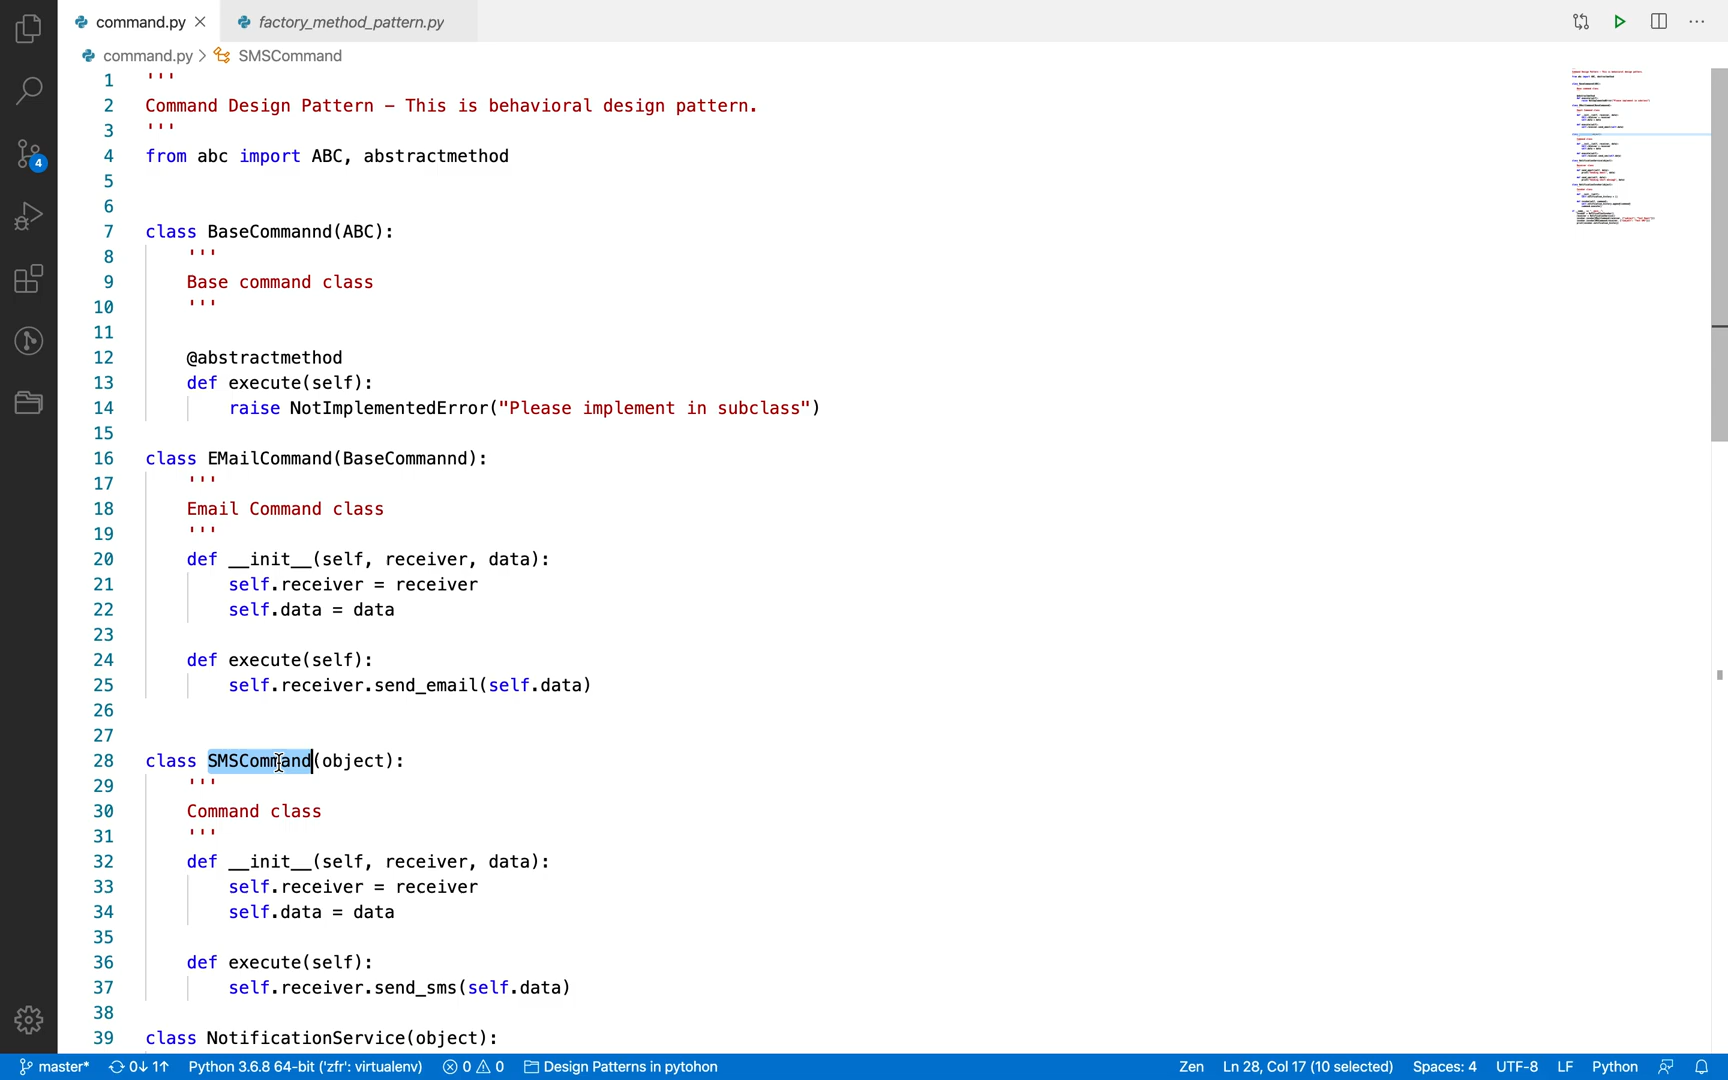 command.py
factory_method_pattern.py
command.py > SMSCommand
1 '''
2 Command Design Pattern – This is behavioral design pattern.
3 '''
4 from abc import ABC, abstractmethod
5
6
7 class BaseCommannd(ABC):
8     '''
9     Base command class
10     '''
11
12     @abstractmethod
13     def execute(self):
14         raise NotImplementedError("Please implement in subclass")
15
16 class EMailCommand(BaseCommannd):
17     '''
18     Email Command class
19     '''
20     def __init__(self, receiver, data):
21         self.receiver = receiver
22         self.data = data
23
24     def execute(self):
25         self.receiver.send_email(self.data)
26
27
28 class SMSCommand(object):
29     '''
30     Command class
31     '''
32     def __init__(self, receiver, data):
33         self.receiver = receiver
34         self.data = data
35
36     def execute(self):
37         self.receiver.send_sms(self.data)
38
39 class NotificationService(object):
4
master* 0↓ 1↑ Python 3.6.8 64-bit ('zfr': virtualenv) 0 0 Design Patterns in pytohon Zen Ln 28, Col 17 (10 selected) Spaces: 4 UTF-8 LF Python